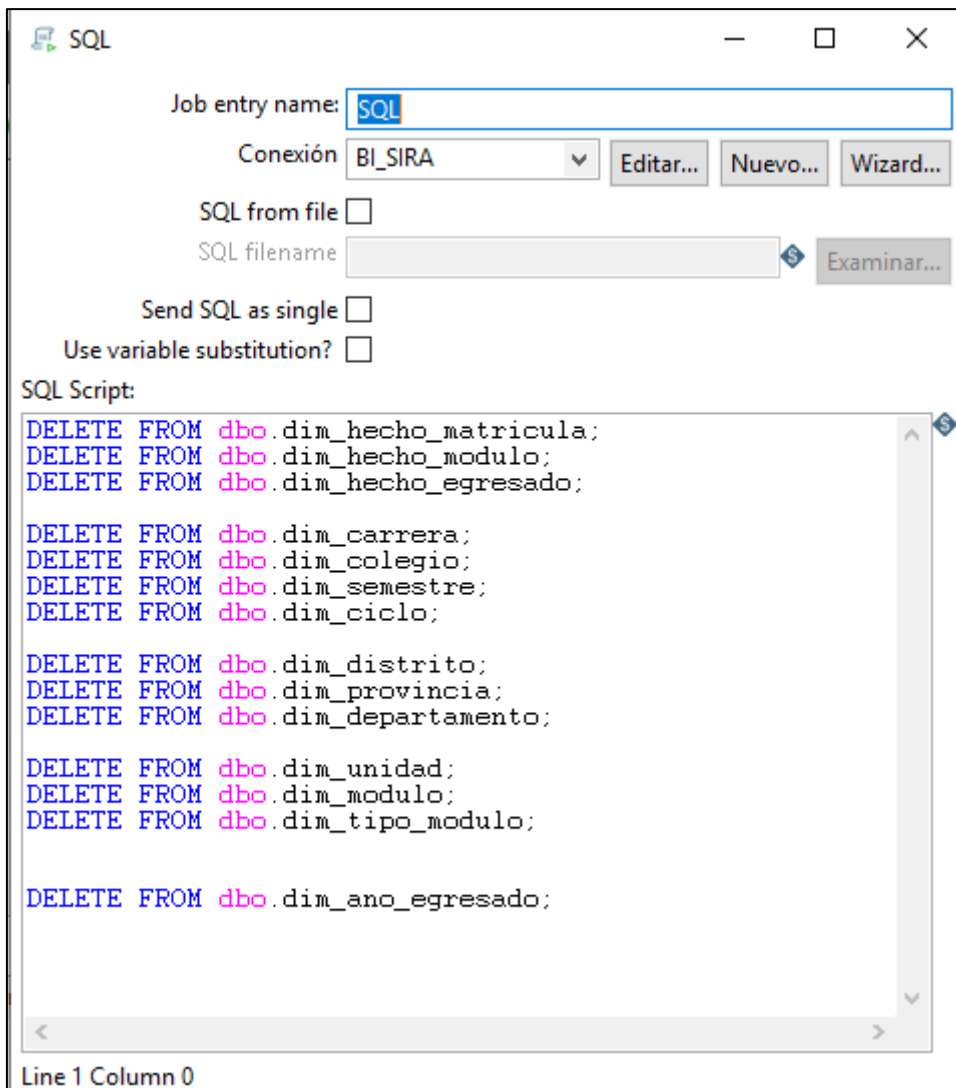 SQL
Job entry name: SQL
Conexión BI_SIRA Editar... Nuevo... Wizard...
SQL from file
SQL filename Examinar...
Send SQL as single
Use variable substitution?
SQL Script:
DELETE FROM dbo.dim_hecho_matricula;
DELETE FROM dbo.dim_hecho_modulo;
DELETE FROM dbo.dim_hecho_egresado;
DELETE FROM dbo.dim_carrera;
DELETE FROM dbo.dim_colegio;
DELETE FROM dbo.dim_semestre;
DELETE FROM dbo.dim_ciclo;
DELETE FROM dbo.dim_distrito;
DELETE FROM dbo.dim_provincia;
DELETE FROM dbo.dim_departamento;
DELETE FROM dbo.dim_unidad;
DELETE FROM dbo.dim_modulo;
DELETE FROM dbo.dim_tipo_modulo;
DELETE FROM dbo.dim_ano_egresado;
Line 1 Column 0